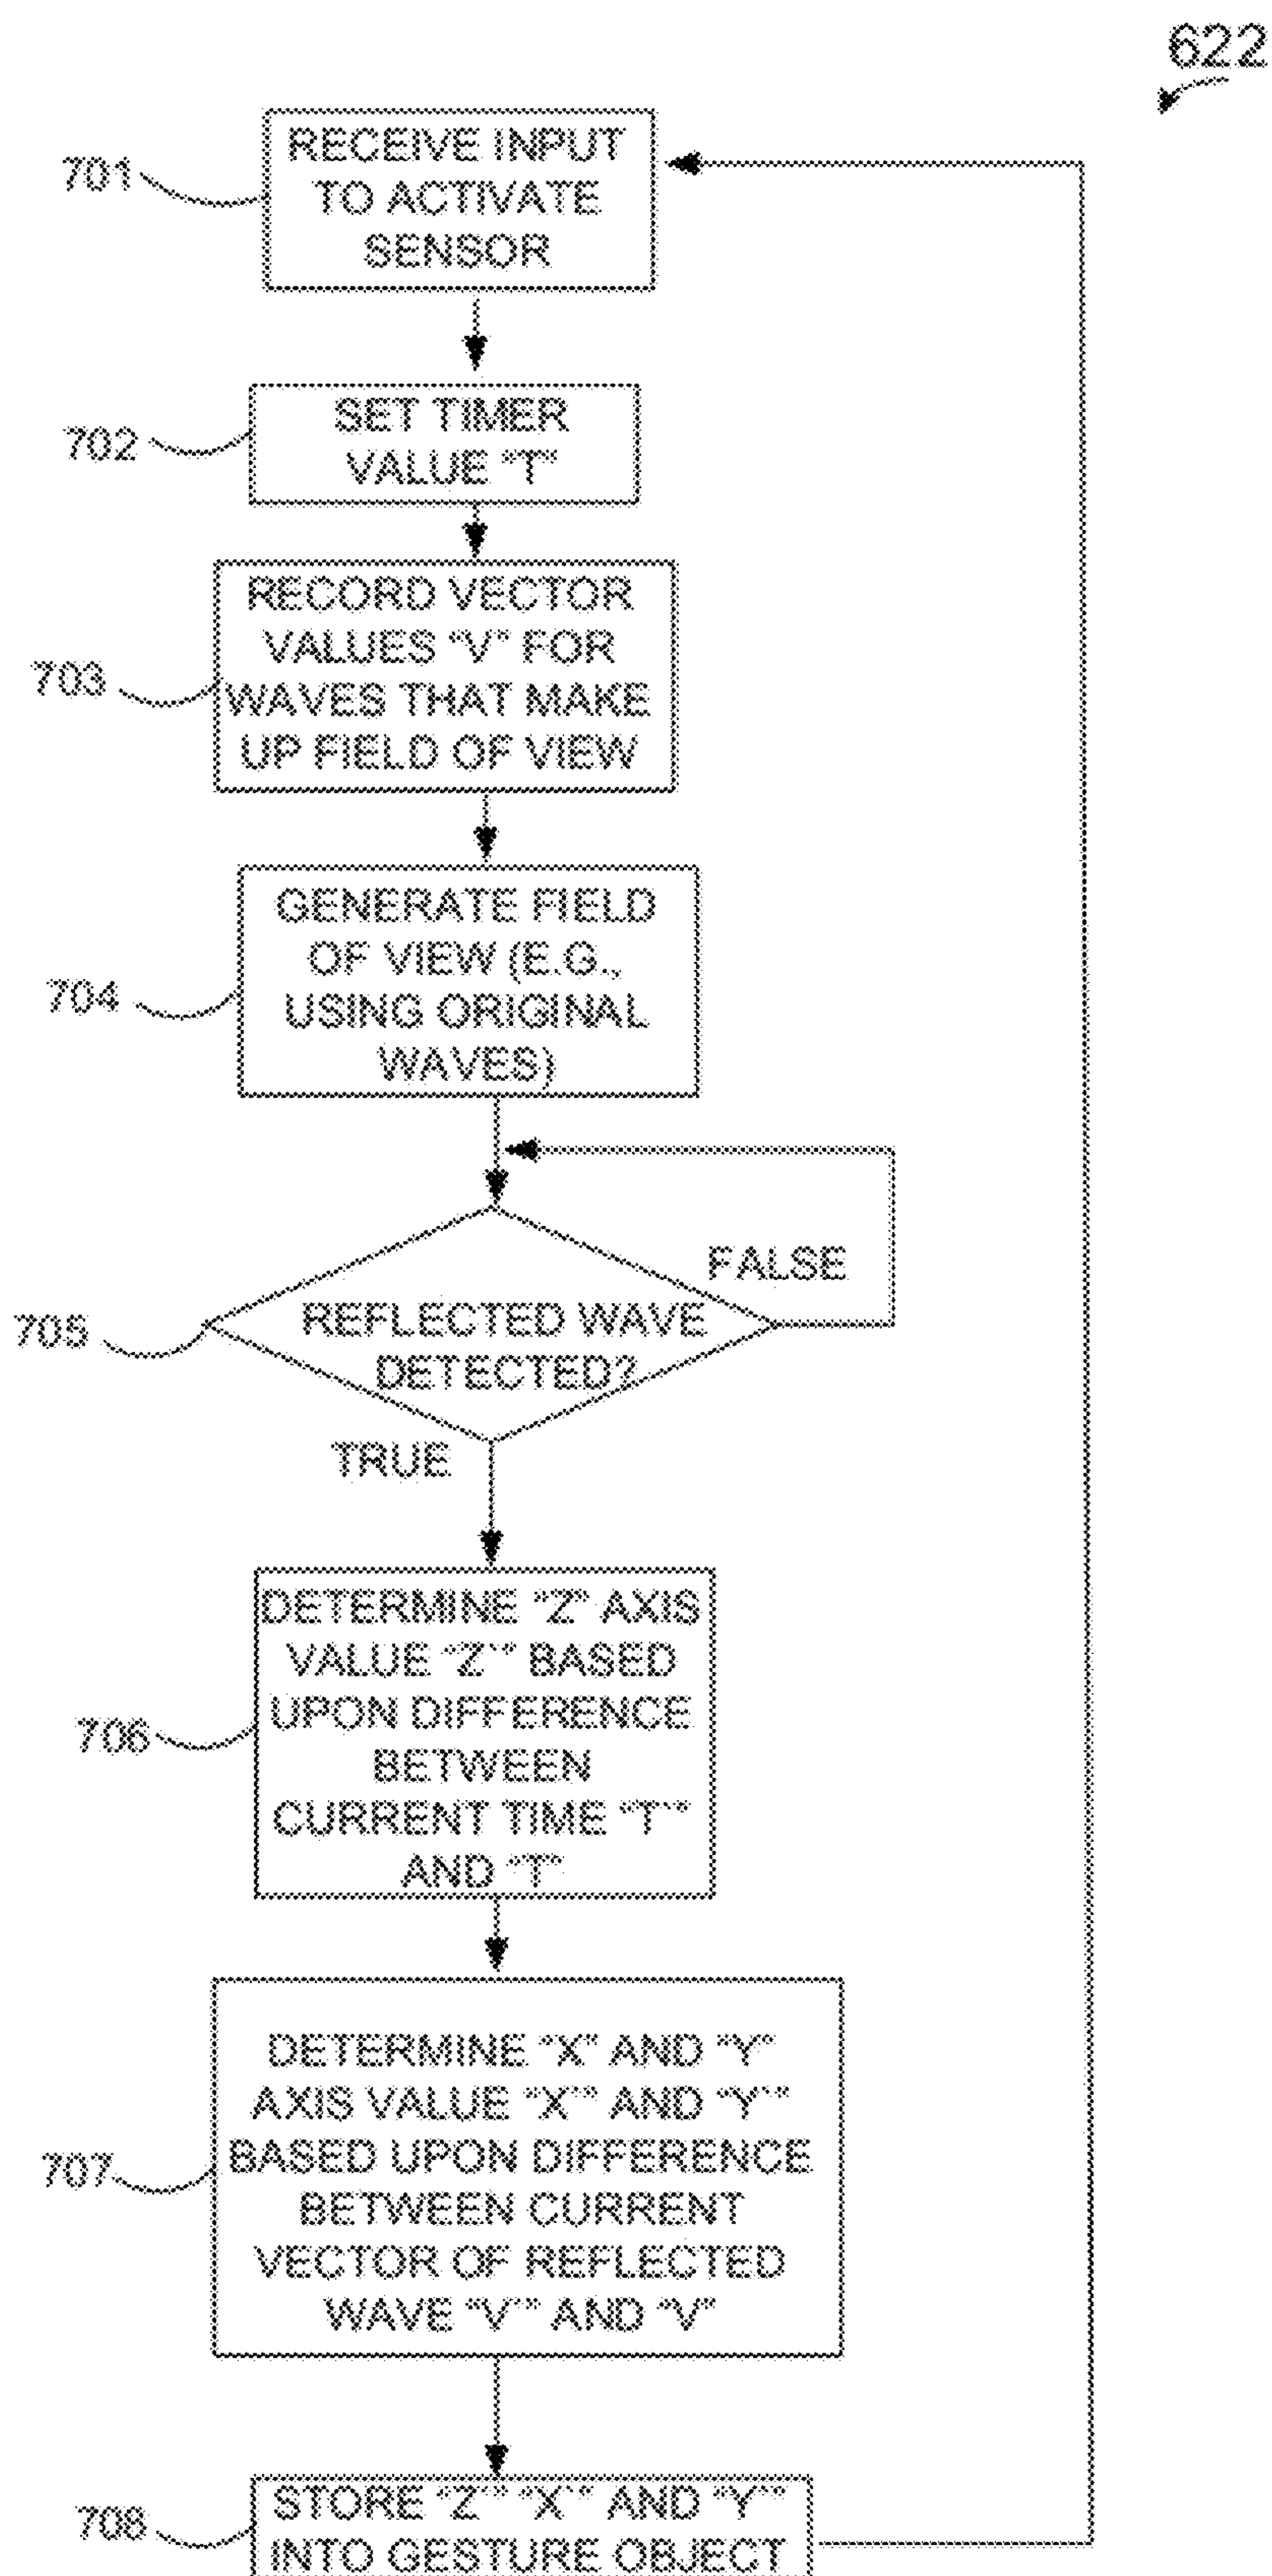 622
701
RECEIVE INPUT
TO ACTIVATE
SENSOR
702
SET TIMER
VALUE "T"
703
RECORD VECTOR
VALUES "V" FOR
WAVES THAT MAKE
UP FIELD OF VIEW
704
GENERATE FIELD
OF VIEW (E.G.,
USING ORIGINAL
WAVES)
705
REFLECTED WAVE
DETECTED?
FALSE
TRUE
706
DETERMINE "Z" AXIS
VALUE "Z'" BASED
UPON DIFFERENCE
BETWEEN
CURRENT TIME "T'"
AND "T"
707
DETERMINE "X" AND "Y"
AXIS VALUE "X'" AND "Y'"
BASED UPON DIFFERENCE
BETWEEN CURRENT
VECTOR OF REFLECTED
WAVE "V'" AND "V"
708
STORE "Z'" "X'" AND "Y'"
INTO GESTURE OBJECT